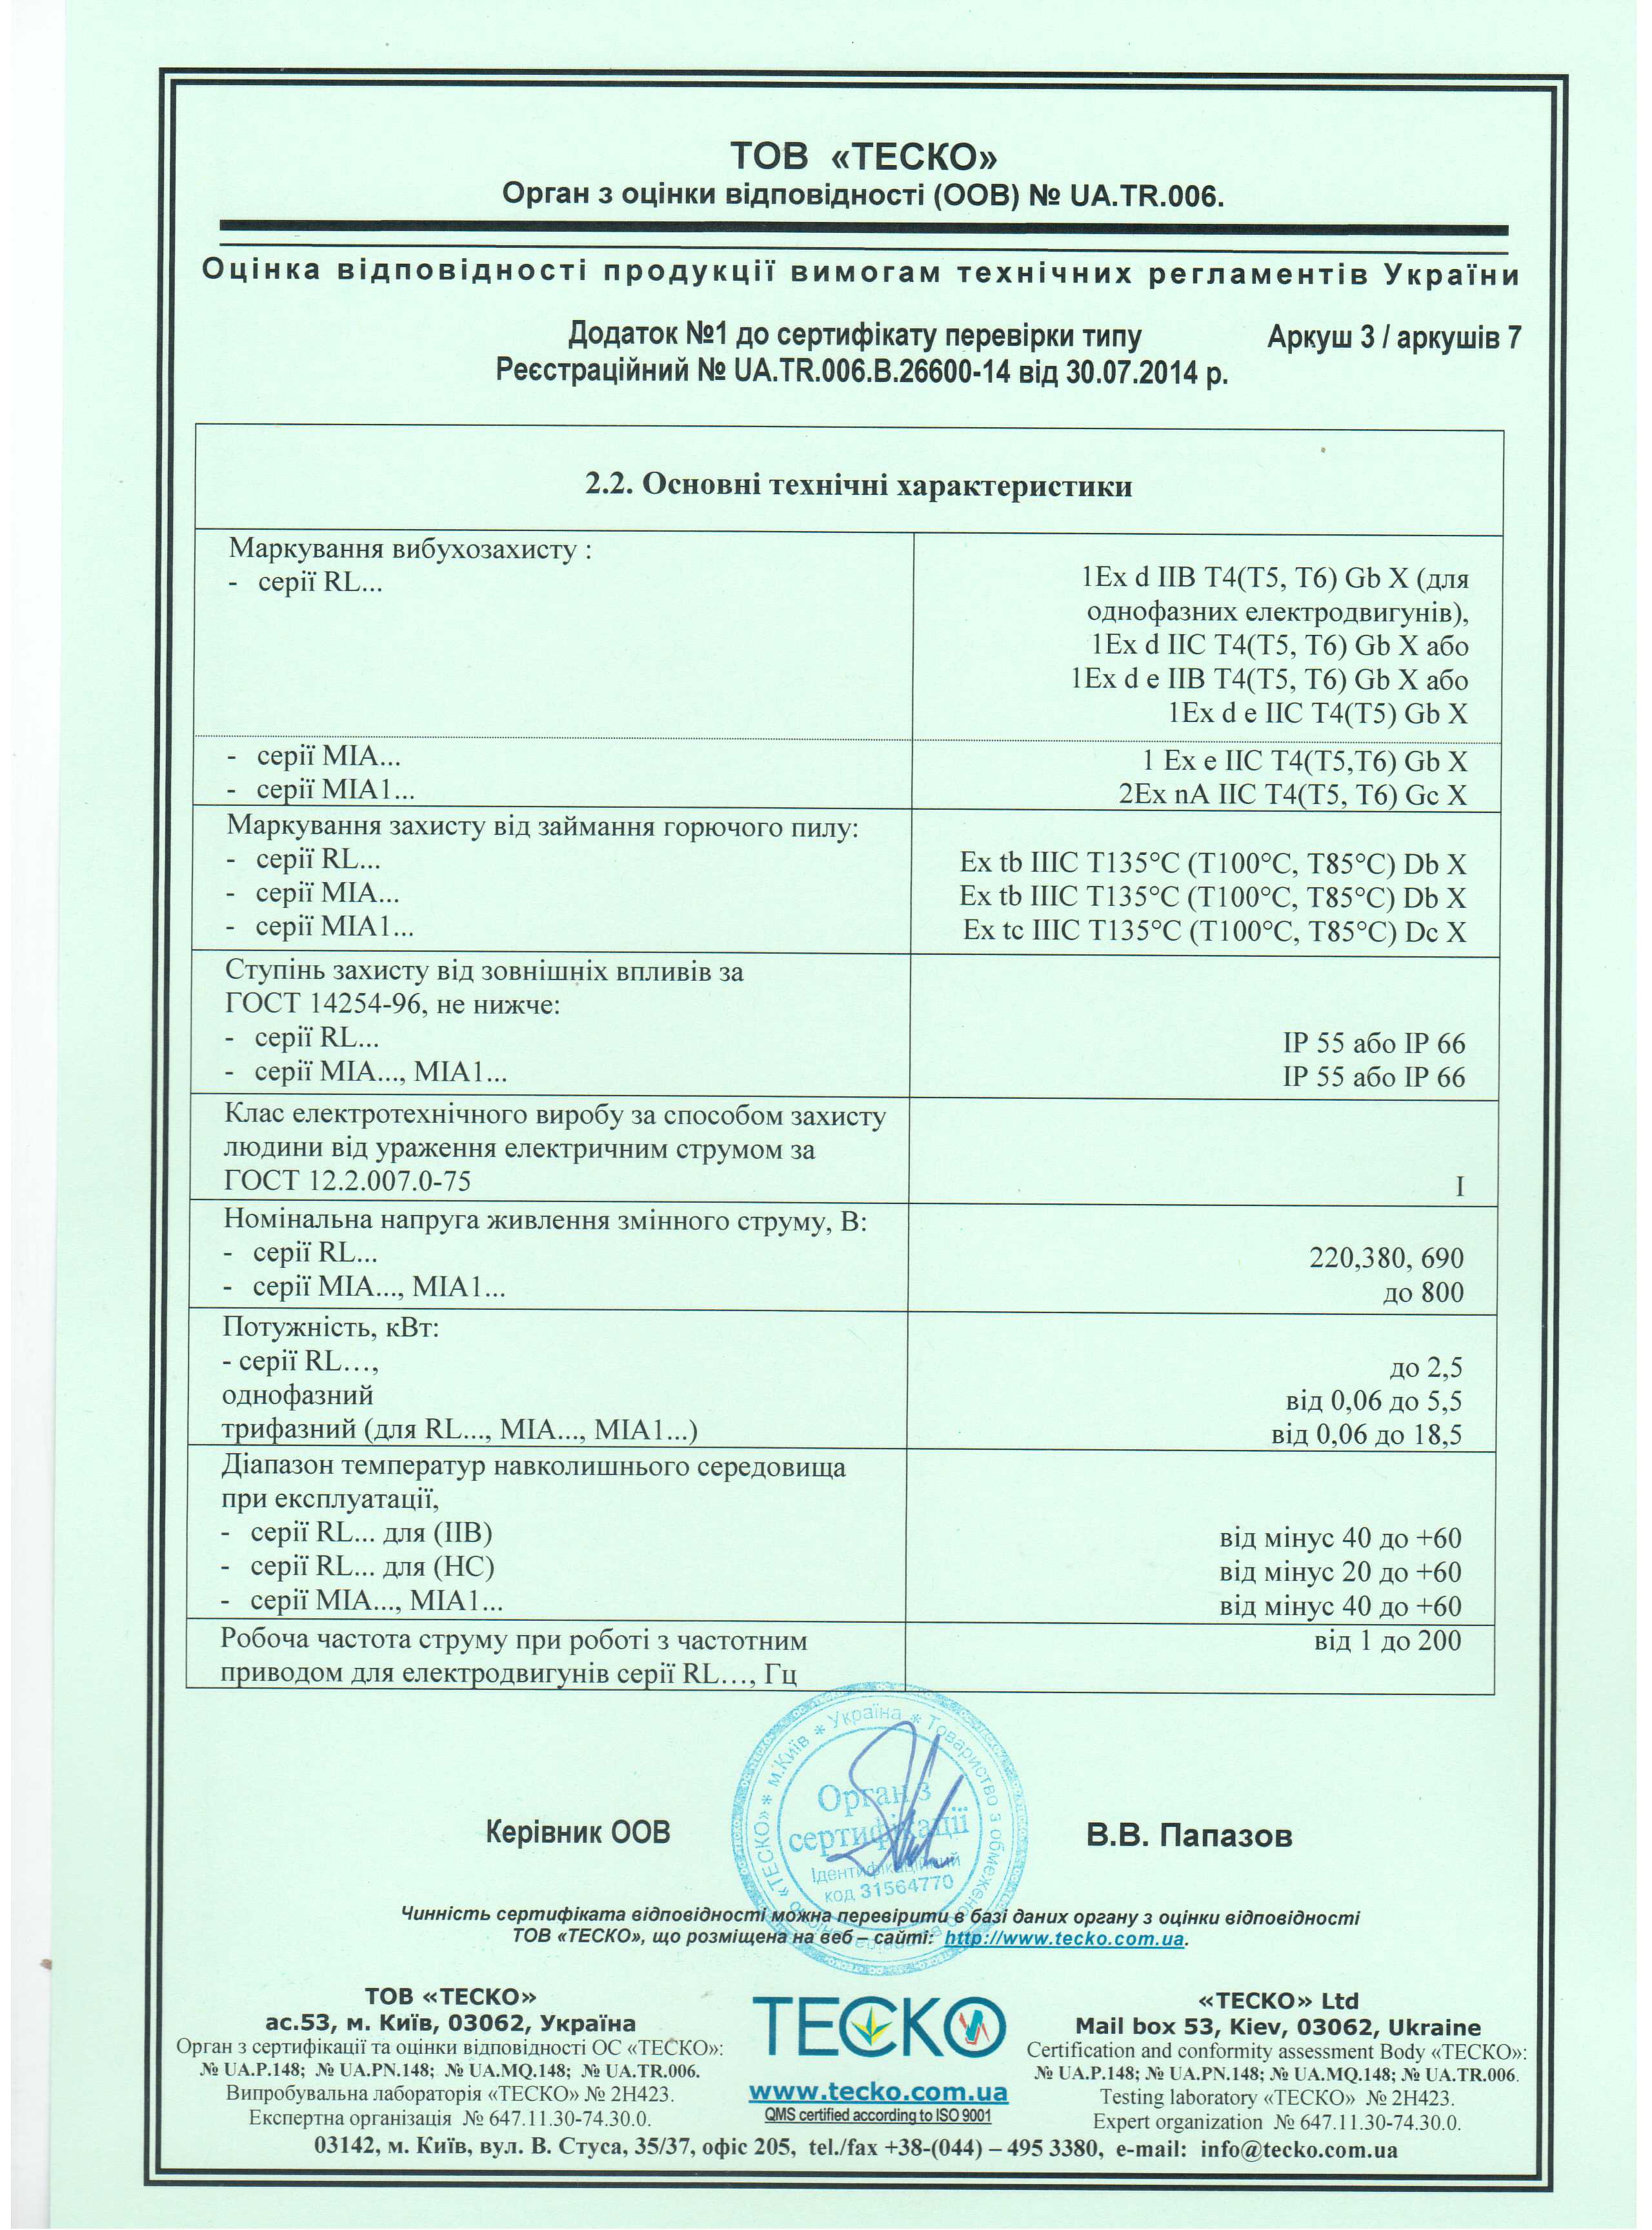 ТОВ «ТЕСКО»
Орган з оцінки відповідності (ООВ) № UA.TR.006.
Оцінка відповідності продукції вимогам технічних регламентів України
Додаток №1 до сертифікату перевірки типу Аркуш 3 / аркушів 7
Реєстраційний № UA.TR.006.В.26600-14 від 30.07.2014 р.
2.2. Основні технічні характеристики
Маркування вибухозахисту :
- серії RL...
1Ex d IIB T4(T5, T6) Gb X (для
однофазних електродвигунів),
1Ex d IIC T4(T5, T6) Gb X або
1Ex d e IIB T4(T5, T6) Gb X або
1Ex d e IIC T4(T5) Gb X
- серії MIA... 1 Ex e IIC T4(T5,T6) Gb X
- серії MIA1... 2Ex nA IIC T4(T5, T6) Gc X
Маркування захисту від займання горючого пилу:
- серії RL... Ex tb IIIC T135°C (T100°C, T85°C) Db X
- серії MIA... Ex tb IIIC T135°C (T100°C, T85°C) Db X
- серії MIA1... Ex tc IIIC T135°C (T100°C, T85°C) Dc X
Ступінь захисту від зовнішніх впливів за
ГОСТ 14254-96, не нижче:
- серії RL... IP 55 або IP 66
- серії MIA..., MIA1... IP 55 або IP 66
Клас електротехнічного виробу за способом захисту
людини від ураження електричним струмом за
ГОСТ 12.2.007.0-75 I
Номінальна напруга живлення змінного струму, В:
- серії RL... 220,380, 690
- серії MIA..., MIA1... до 800
Потужність, кВт:
- серії RL…, до 2,5
однофазний від 0,06 до 5,5
трифазний (для RL..., MIA..., MIA1...) від 0,06 до 18,5
Діапазон температур навколишнього середовища
при експлуатації,
- серії RL... для (IIB) від мінус 40 до +60
- серії RL... для (НС) від мінус 20 до +60
- серії MIA..., MIA1... від мінус 40 до +60
Робоча частота струму при роботі з частотним від 1 до 200
приводом для електродвигунів серії RL…, Гц
«ТЕСКО» * м.Київ * Україна * Товариство з обмеженою відповідальністю
Орган з
сертифікації
Ідентифікаційний
код 31564770
Керівник ООВ В.В. Папазов
Чинність сертифіката відповідності можна перевірити в базі даних органу з оцінки відповідності
ТОВ «ТЕСКО», що розміщена на веб – сайті: http://www.tecko.com.ua.
ТОВ «ТЕСКО»
ас.53, м. Київ, 03062, Україна
Орган з сертифікації та оцінки відповідності ОС «ТЕСКО»:
№ UA.P.148; № UA.PN.148; № UA.MQ.148; № UA.TR.006.
Випробувальна лабораторія «ТЕСКО» № 2Н423.
Експертна організація № 647.11.30-74.30.0.
ТЕСКО
www.tecko.com.ua
QMS certified according to ISO 9001
«ТЕСКО» Ltd
Mail box 53, Kiev, 03062, Ukraine
Certification and conformity assessment Body «ТЕСКО»:
№ UA.P.148; № UA.PN.148; № UA.MQ.148; № UA.TR.006.
Testing laboratory «ТЕСКО» № 2Н423.
Expert organization № 647.11.30-74.30.0.
03142, м. Київ, вул. В. Стуса, 35/37, офіс 205, tel./fax +38-(044) – 495 3380, e-mail: info@tecko.com.ua